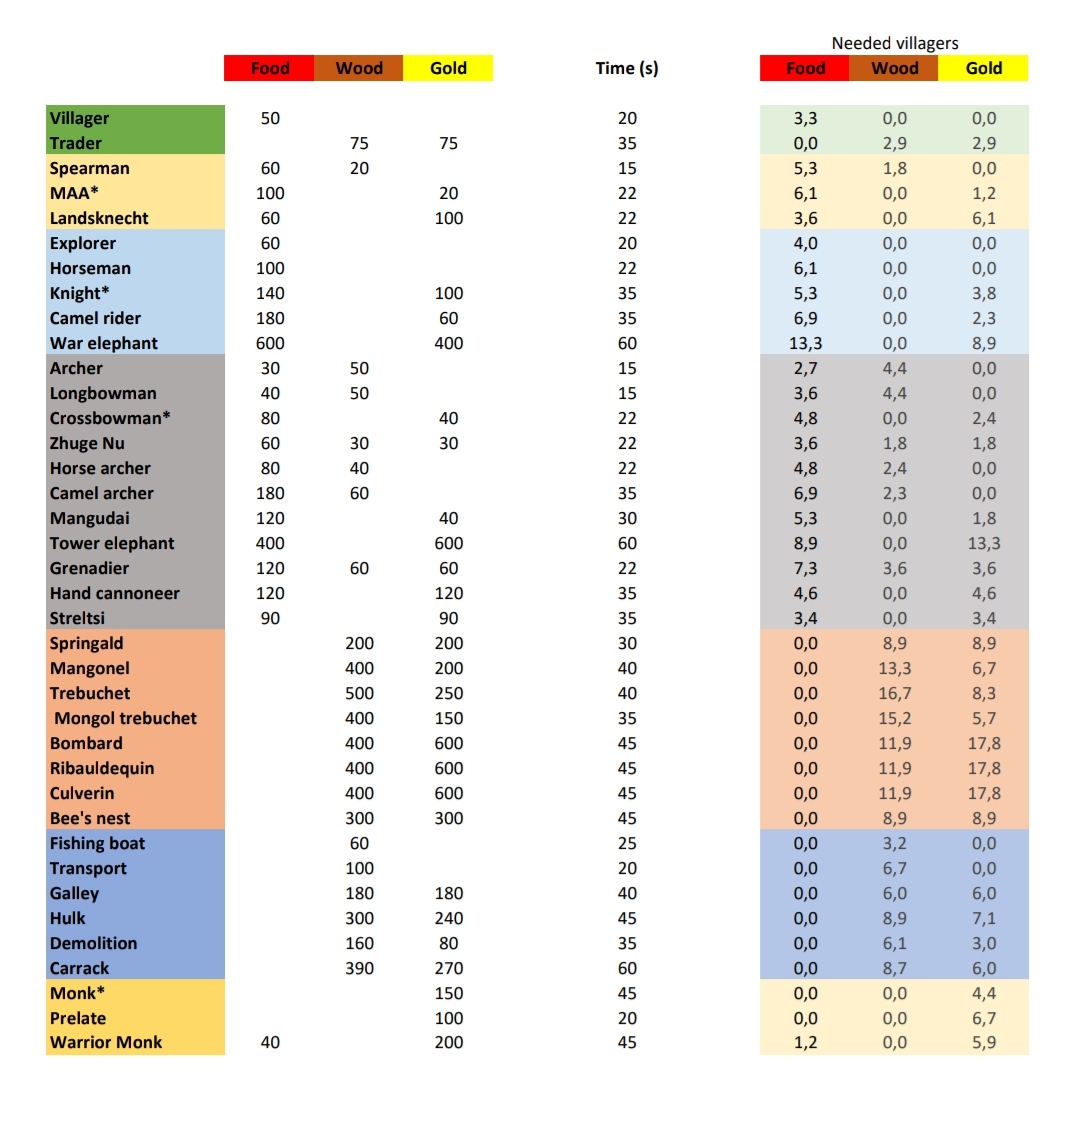 Needed villagers
Food Wood Gold Time (s) Food Wood Gold
Villager 50 20 3,3 0,0 0,0
Trader 75 75 35 0,0 2,9 2,9
Spearman 60 20 15 5,3 1,8 0,0
MAA* 100 20 22 6,1 0,0 1,2
Landsknecht 60 100 22 3,6 0,0 6,1
Explorer 60 20 4,0 0,0 0,0
Horseman 100 22 6,1 0,0 0,0
Knight* 140 100 35 5,3 0,0 3,8
Camel rider 180 60 35 6,9 0,0 2,3
War elephant 600 400 60 13,3 0,0 8,9
Archer 30 50 15 2,7 4,4 0,0
Longbowman 40 50 15 3,6 4,4 0,0
Crossbowman* 80 40 22 4,8 0,0 2,4
Zhuge Nu 60 30 30 22 3,6 1,8 1,8
Horse archer 80 40 22 4,8 2,4 0,0
Camel archer 180 60 35 6,9 2,3 0,0
Mangudai 120 40 30 5,3 0,0 1,8
Tower elephant 400 600 60 8,9 0,0 13,3
Grenadier 120 60 60 22 7,3 3,6 3,6
Hand cannoneer 120 120 35 4,6 0,0 4,6
Streltsi 90 90 35 3,4 0,0 3,4
Springald 200 200 30 0,0 8,9 8,9
Mangonel 400 200 40 0,0 13,3 6,7
Trebuchet 500 250 40 0,0 16,7 8,3
Mongol trebuchet 400 150 35 0,0 15,2 5,7
Bombard 400 600 45 0,0 11,9 17,8
Ribauldequin 400 600 45 0,0 11,9 17,8
Culverin 400 600 45 0,0 11,9 17,8
Bee's nest 300 300 45 0,0 8,9 8,9
Fishing boat 60 25 0,0 3,2 0,0
Transport 100 20 0,0 6,7 0,0
Galley 180 180 40 0,0 6,0 6,0
Hulk 300 240 45 0,0 8,9 7,1
Demolition 160 80 35 0,0 6,1 3,0
Carrack 390 270 60 0,0 8,7 6,0
Monk* 150 45 0,0 0,0 4,4
Prelate 100 20 0,0 0,0 6,7
Warrior Monk 40 200 45 1,2 0,0 5,9